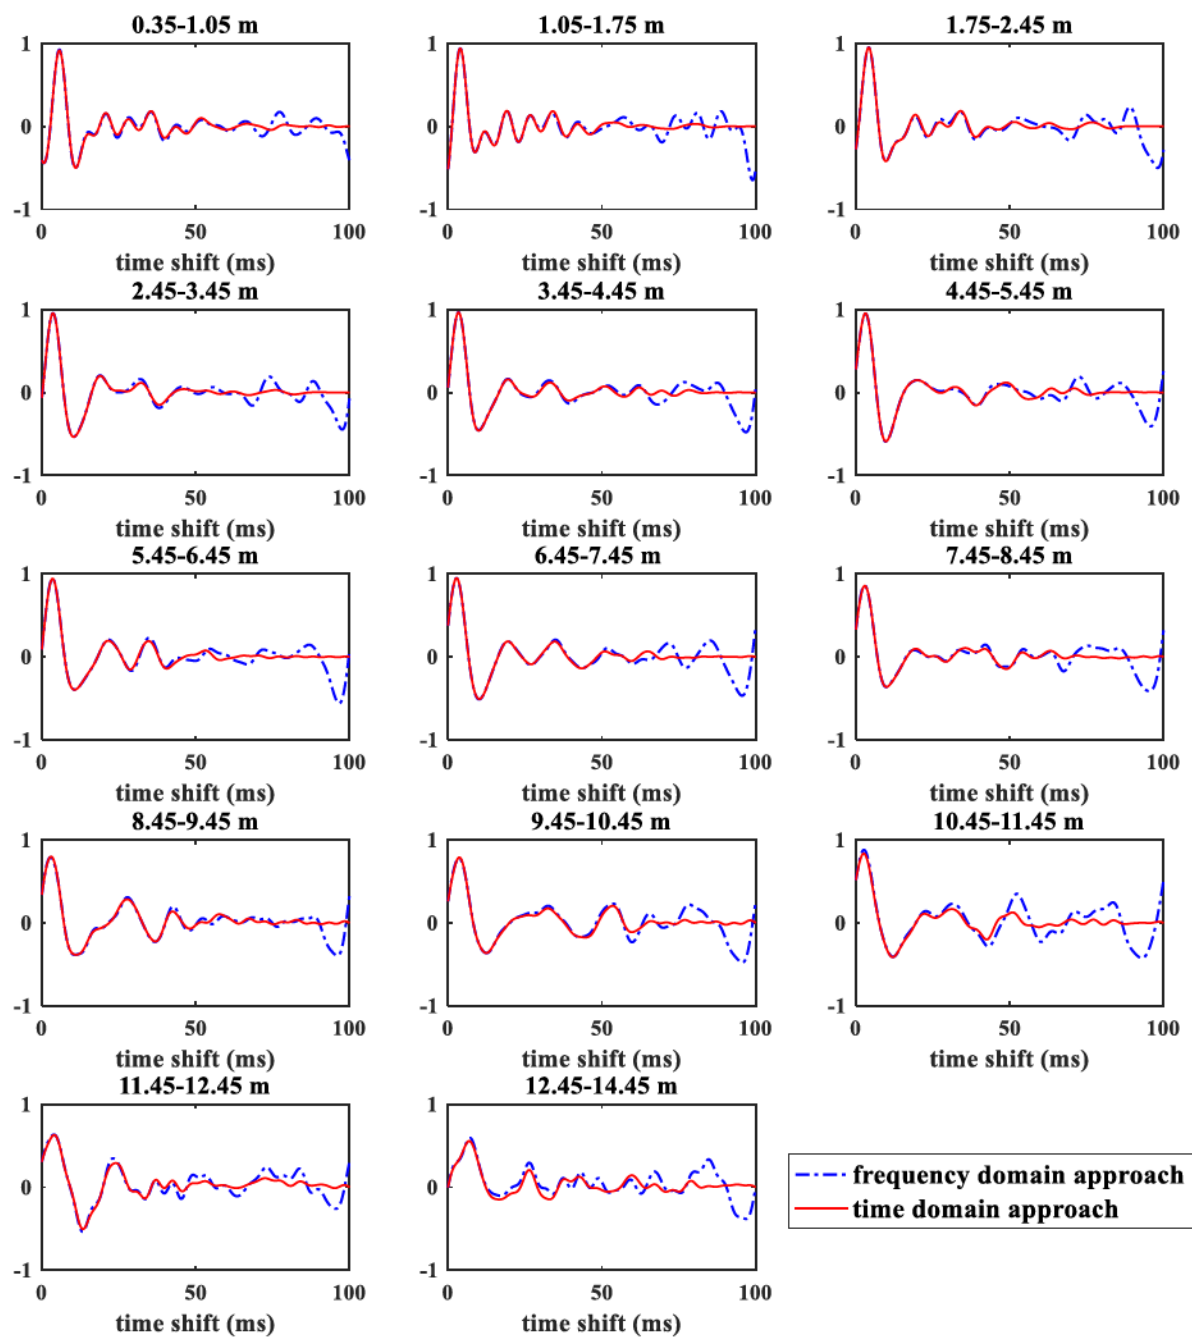 0.35-1.05 m 1.05-1.75 m 1.75-2.45 m
1 1 1
0 0 0
-1 -1 -1
0 50 100 0 50 100 0 50 100
time shift (ms) time shift (ms) time shift (ms)
2.45-3.45 m 3.45-4.45 m 4.45-5.45 m
1 1 1
0 0 0
-1 -1 -1
0 50 100 0 50 100 0 50 100
time shift (ms) time shift (ms) time shift (ms)
5.45-6.45 m 6.45-7.45 m 7.45-8.45 m
1 1 1
0 0 0
-1 -1 -1
0 50 100 0 50 100 0 50 100
time shift (ms) time shift (ms) time shift (ms)
8.45-9.45 m 9.45-10.45 m 10.45-11.45 m
1 1 1
0 0 0
-1 -1 -1
0 50 100 0 50 100 0 50 100
time shift (ms) time shift (ms) time shift (ms)
11.45-12.45 m 12.45-14.45 m
1 1
0 0
-1 -1
0 50 100 0 50 100
time shift (ms) time shift (ms)
frequency domain approach
time domain approach